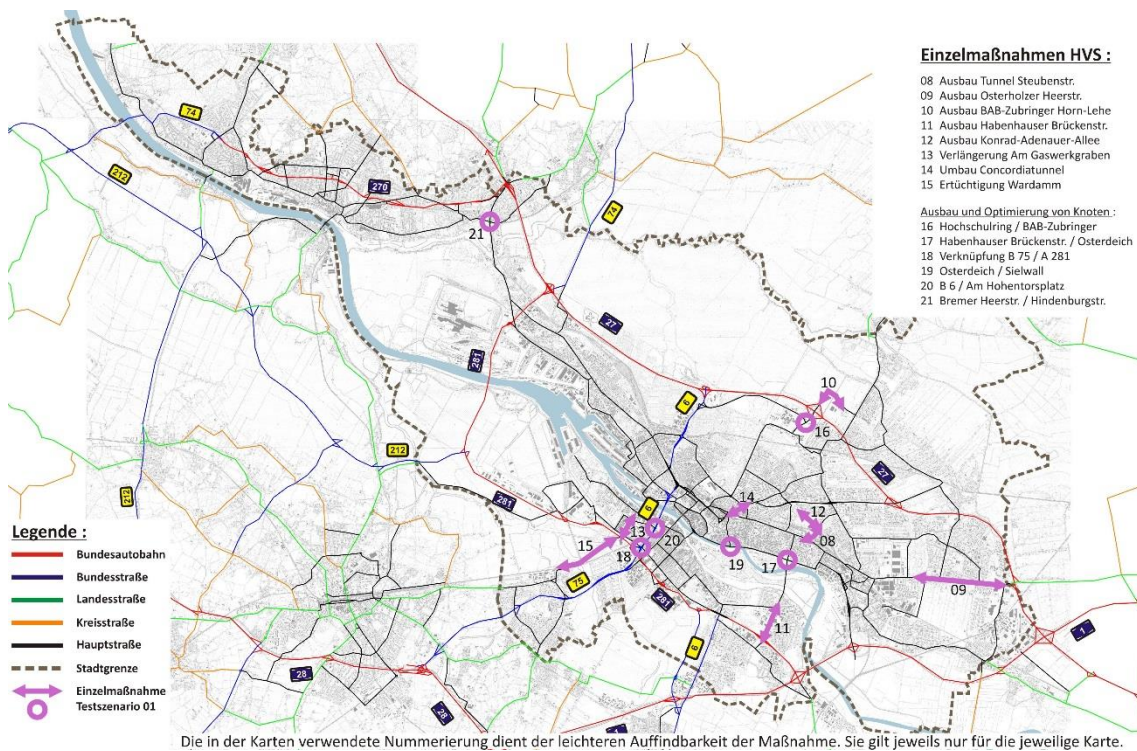 Einzelmaßnahmen HVS :
08 Ausbau Tunnel Steubenstr.
09 Ausbau Osterholzer Heerstr.
10 Ausbau BAB-Zubringer Horn-Lehe
11 Ausbau Habenhauser Brückenstr.
12 Ausbau Konrad-Adenauer-Allee
13 Verlängerung Am Gaswerkgraben
14 Umbau Concordiatunnel
15 Ertüchtigung Wardamm
Ausbau und Optimierung von Knoten :
16 Hochschulring / BAB-Zubringer
17 Habenhauser Brückenstr. / Osterdeich
18 Verknüpfung B 75 / A 281
19 Osterdeich / Sielwall
20 B 6 / Am Hohentorsplatz
21 Bremer Heerstr. / Hindenburgstr.
74
212
270
74
21
27
281
10
6
16
212
27
212
281
14
12
6
13
20
08
15
18
19
17
75
09
281
11
6
1
28
28
1
Legende :
Bundesautobahn
Bundesstraße
Landesstraße
Kreisstraße
Hauptstraße
Stadtgrenze
Einzelmaßnahme
Testszenario 01
Die in der Karten verwendete Nummerierung dient der leichteren Auffindbarkeit der Maßnahme. Sie gilt jeweils nur für die jeweilige Karte.